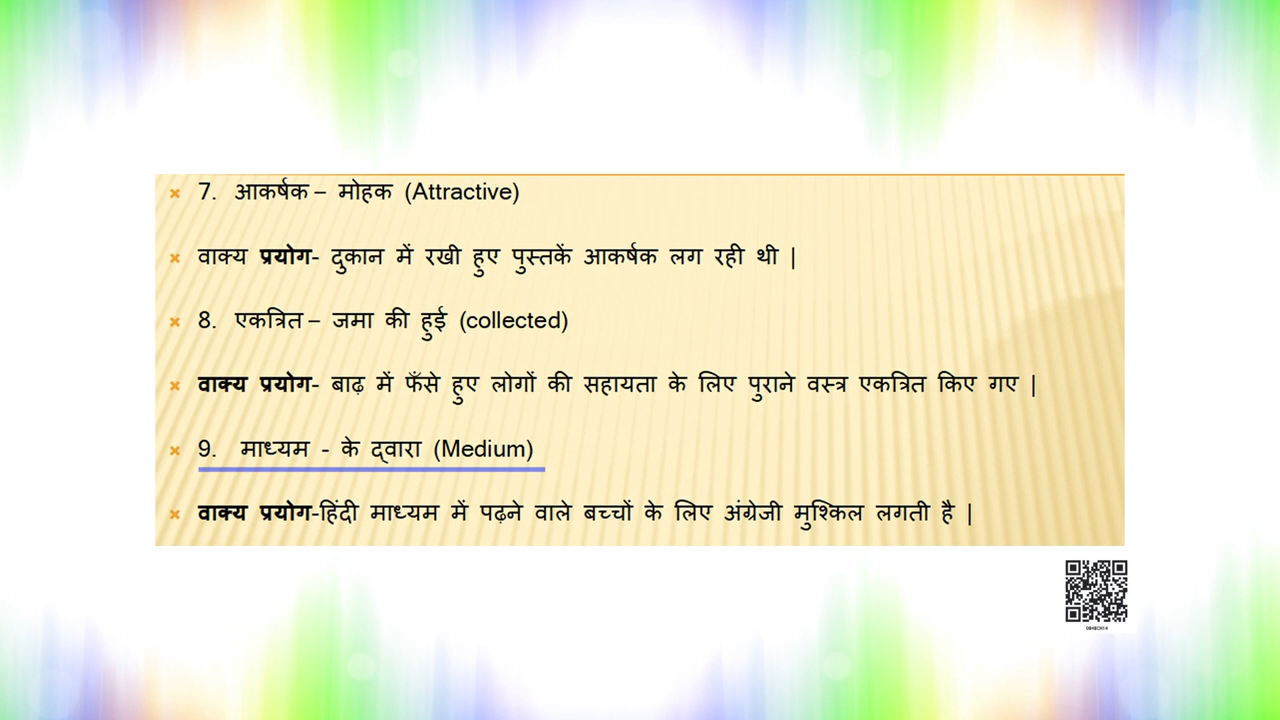 7. आकर्षक – मोहक (Attractive)
वाक्य प्रयोग- दुकान में रखी हुए पुस्तकें आकर्षक लग रही थी |
8. एकत्रित – जमा की हुई (collected)
वाक्य प्रयोग- बाढ़ में फँसे हुए लोगों की सहायता के लिए पुराने वस्त्र एकत्रित किए गए |
9. माध्यम - के द्वारा (Medium)
वाक्य प्रयोग-हिंदी माध्यम में पढ़ने वाले बच्चों के लिए अंग्रेजी मुश्किल लगती है |